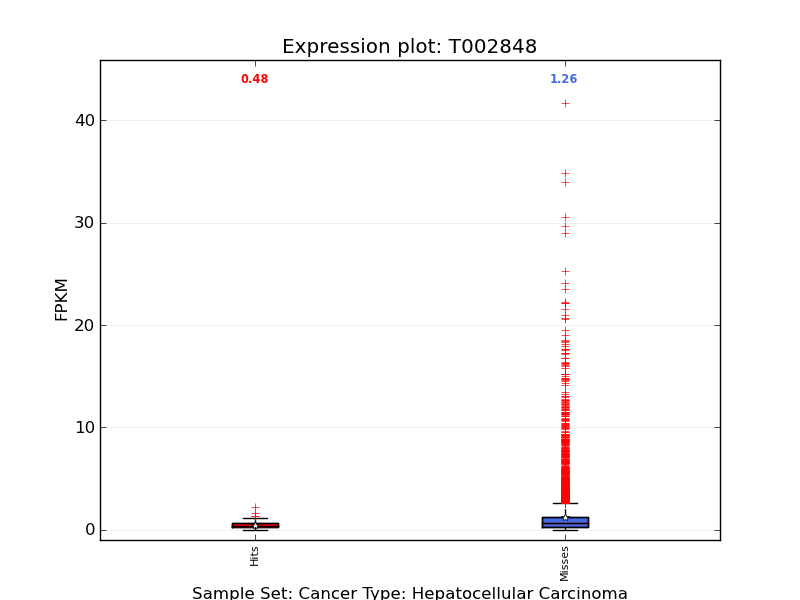 Expression plot: T002848
0.48
1.26
40
30
20
10
0
FPKM
Hits
Misses
Sample Set: Cancer Type: Hepatocellular Carcinoma